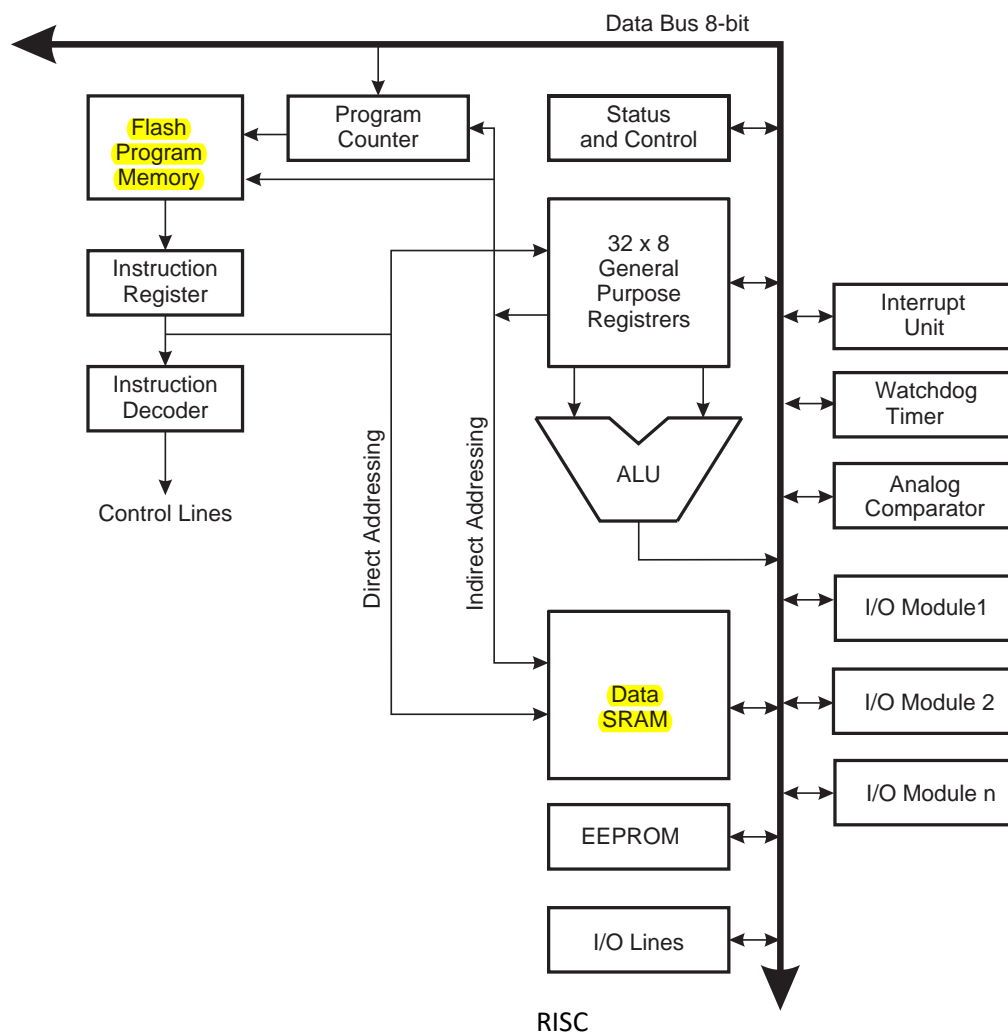 Data Bus 8-bit
Flash
Program
Memory
Program
Counter
Status
and Control
32 x 8
General
Purpose
Registrers
Instruction
Register
Interrupt
Unit
Instruction
Decoder
Watchdog
Timer
Control Lines
ALU
Analog
Comparator
Direct Addressing
Indirect Addressing
I/O Module1
Data
SRAM
I/O Module 2
I/O Module n
EEPROM
I/O Lines
RISC